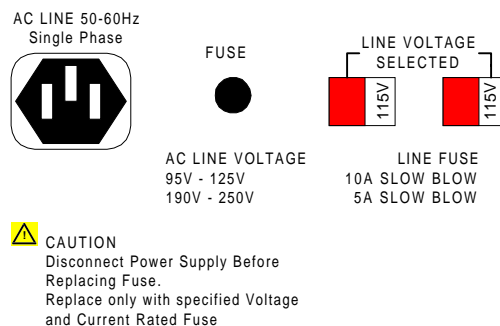 AC LINE 50-60Hz
Single Phase
FUSE
LINE VOLTAGE
SELECTED
115V
115V
AC LINE VOLTAGE LINE FUSE
95V - 125V 10A SLOW BLOW
190V - 250V 5A SLOW BLOW
CAUTION
Disconnect Power Supply Before
Replacing Fuse.
Replace only with specified Voltage
and Current Rated Fuse